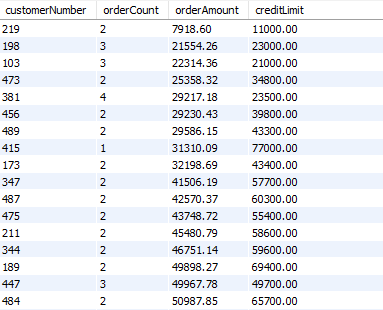 customerNumber orderCount orderAmount creditLimit
219 2 7918.60 11000.00
198 3 21554.26 23000.00
103 3 22314.36 21000.00
473 2 25358.32 34800.00
381 4 29217.18 23500.00
456 2 29230.43 39800.00
489 2 29586.15 43300.00
415 1 31310.09 77000.00
173 2 32198.69 43400.00
347 2 41506.19 57700.00
487 2 42570.37 60300.00
475 2 43748.72 55400.00
211 2 45480.79 58600.00
344 2 46751.14 59600.00
189 2 49898.27 69400.00
447 3 49967.78 49700.00
484 2 50987.85 65700.00